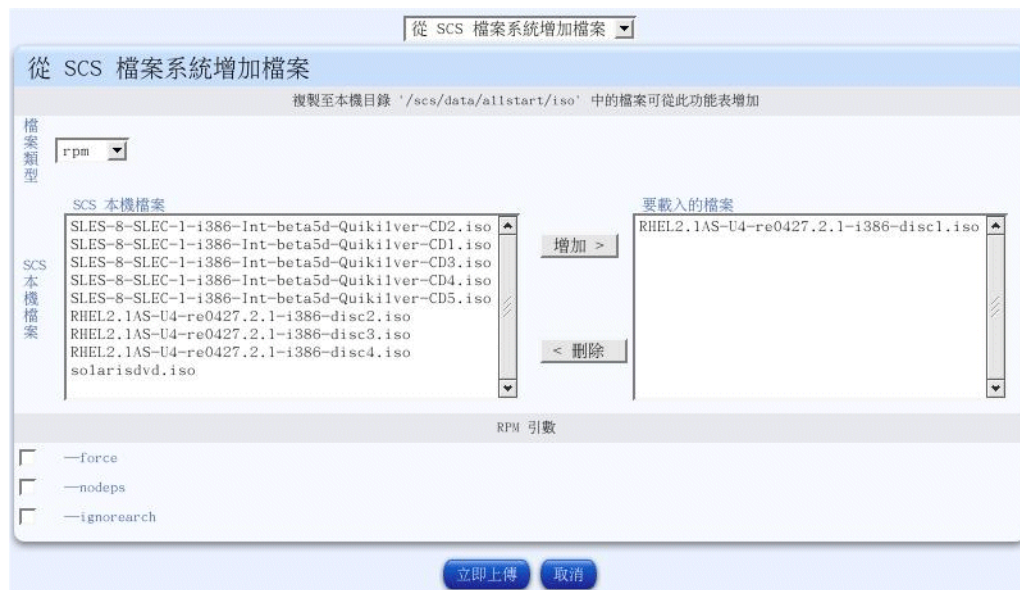 從 SCS 檔案系統增加檔案
從 SCS 檔案系統增加檔案
複製至本機目錄 '/scs/data/allstart/iso' 中的檔案可從此功能表增加
檔案類型
rpm
SCS 本機檔案
SCS 本機檔案
SLES-8-SLEC-1-i386-Int-beta5d-Quikilver-CD2.iso
SLES-8-SLEC-1-i386-Int-beta5d-Quikilver-CD1.iso
SLES-8-SLEC-1-i386-Int-beta5d-Quikilver-CD3.iso
SLES-8-SLEC-1-i386-Int-beta5d-Quikilver-CD4.iso
SLES-8-SLEC-1-i386-Int-beta5d-Quikilver-CD5.iso
RHEL2.1AS-U4-re0427.2.1-i386-disc2.iso
RHEL2.1AS-U4-re0427.2.1-i386-disc3.iso
RHEL2.1AS-U4-re0427.2.1-i386-disc4.iso
solarisdvd.iso
增加 >
< 刪除
要載入的檔案
RHEL2.1AS-U4-re0427.2.1-i386-disc1.iso
RPM 引數
—force
—nodeps
—ignorearch
立即上傳
取消